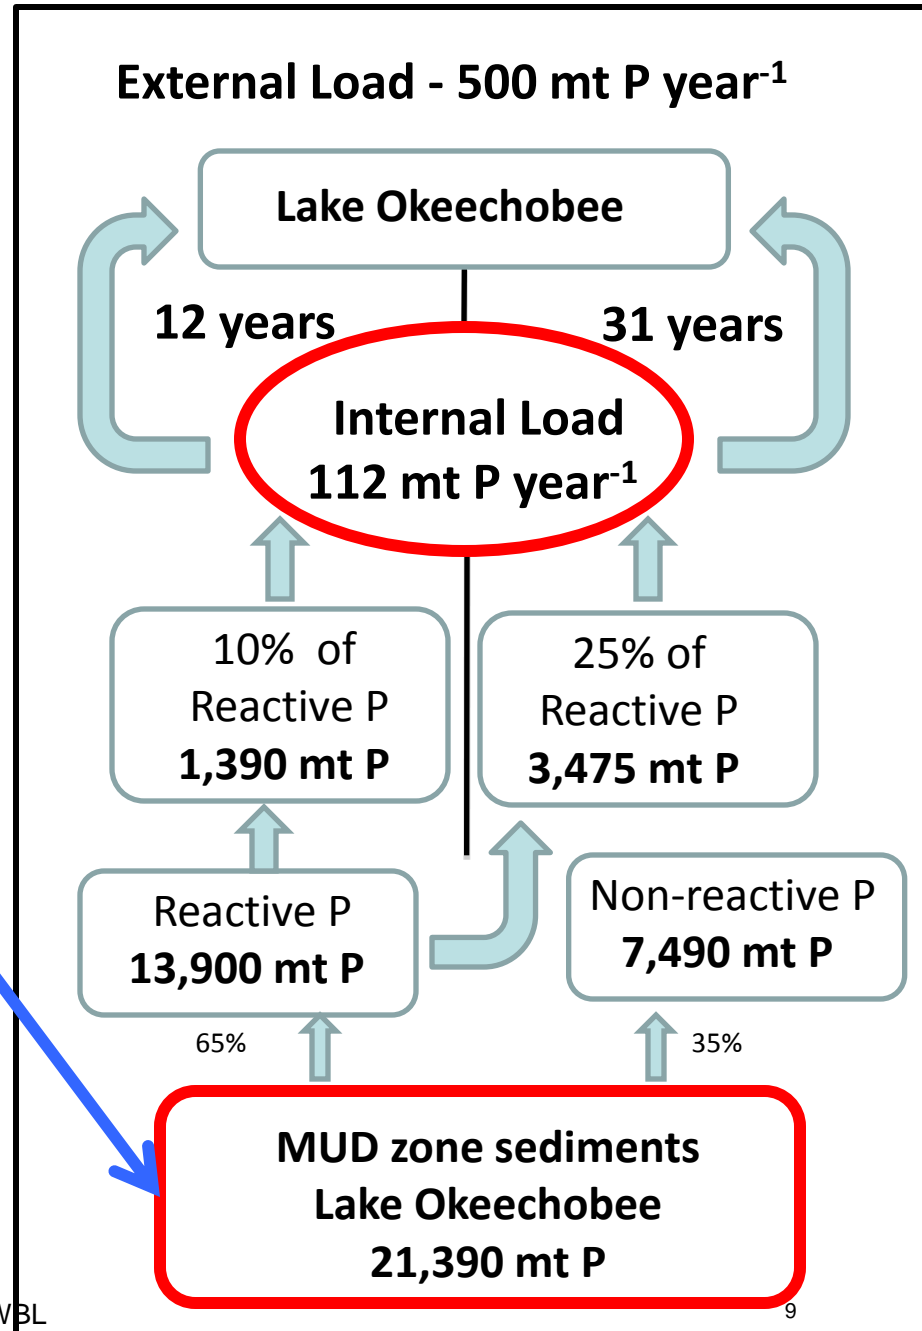 External Load - 500 mt P year⁻¹
Lake Okeechobee
12 years
31 years
Internal Load
112 mt P year⁻¹
10% of
Reactive P
1,390 mt P
25% of
Reactive P
3,475 mt P
Reactive P
13,900 mt P
Non-reactive P
7,490 mt P
65%
35%
MUD zone sediments
Lake Okeechobee
21,390 mt P
WBL
9